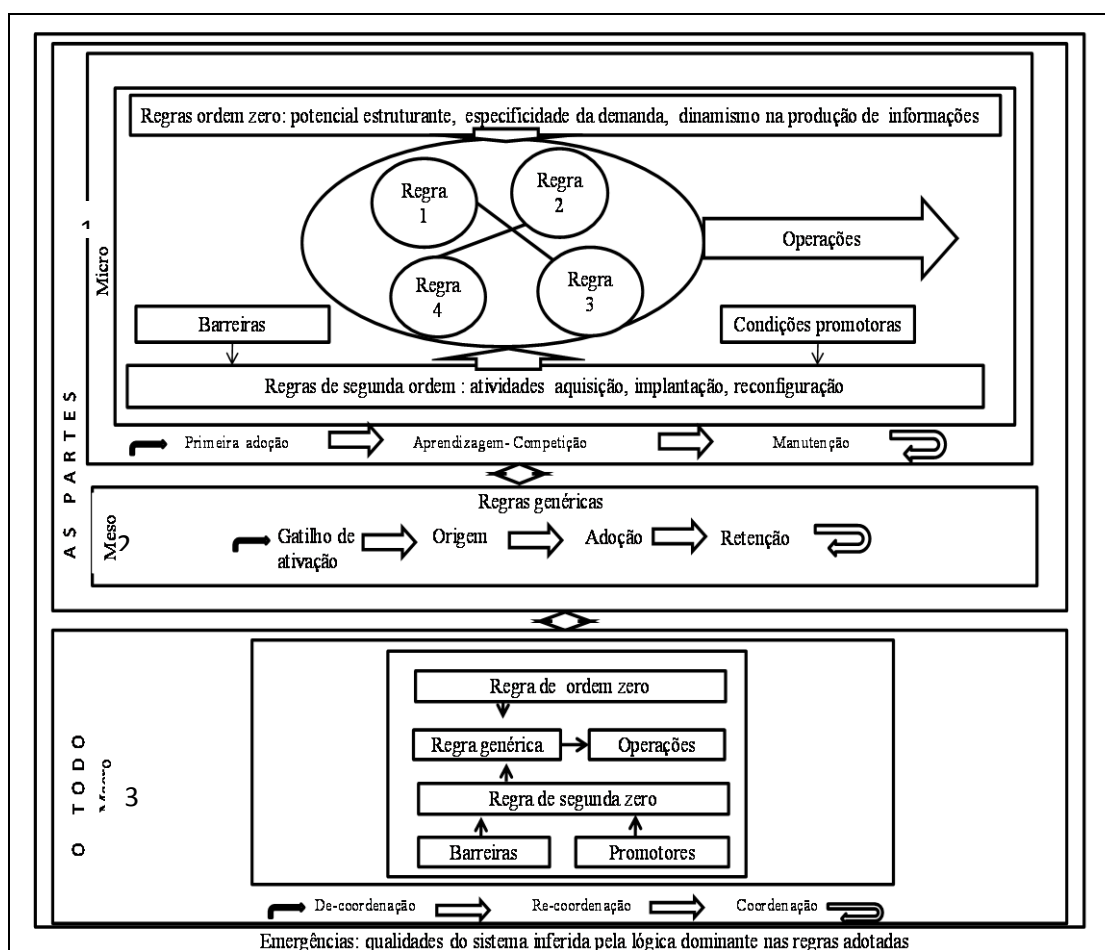 Regras ordem zero: potencial estruturante, especificidade da demanda, dinamismo na produção de informações
Regra
1
Regra
2
Regra
4
Regra
3
Operações
Barreiras
Condições promotoras
Regras de segunda ordem : atividades aquisição, implantação, reconfiguração
Primeira adoção
Aprendizagem- Competição
Manutenção
Micro
AS PARTES
Regras genéricas
Gatilho de
ativação
Origem
Adoção
Retenção
Meso
2
Regra de ordem zero
Regra genérica
Operações
Regra de segunda zero
Barreiras
Promotores
O TODO
3
De-coordenação
Re-coordenação
Coordenação
Emergências: qualidades do sistema inferida pela lógica dominante nas regras adotadas